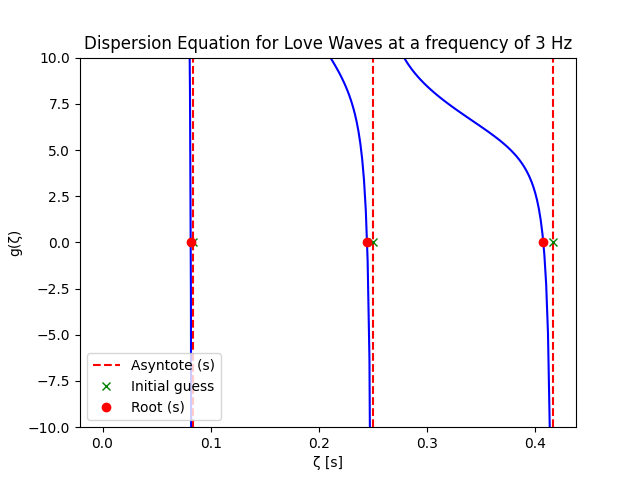 Dispersion Equation for Love Waves at a frequency of 3 Hz
10.0
7.5
5.0
2.5
0.0
−2.5
−5.0
−7.5
−10.0
g(ζ)
Asyntote (s)
Initial guess
Root (s)
0.0 0.1 0.2 0.3 0.4
ζ [s]